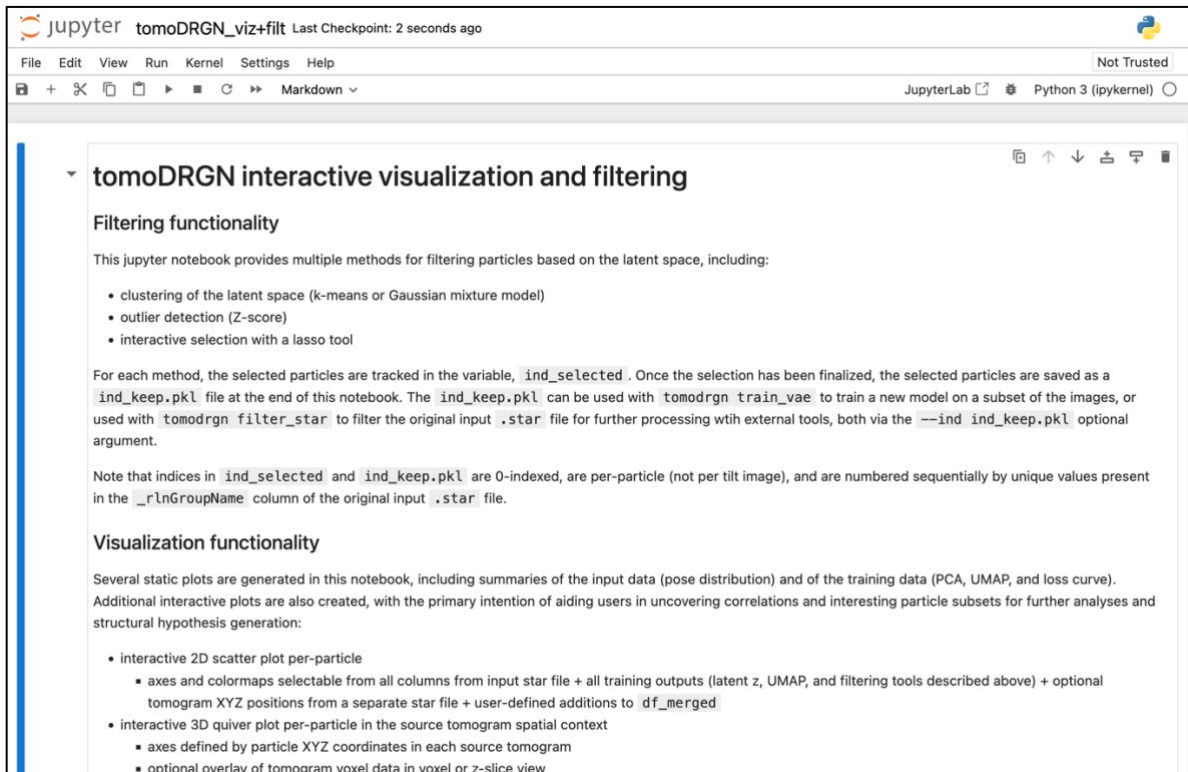 jupyter tomoDRGN_viz+filt Last Checkpoint: 2 seconds ago
File Edit View Run Kernel Settings Help Not Trusted
Markdown JupyterLab Python 3 (ipykernel)
tomoDRGN interactive visualization and filtering
Filtering functionality
This jupyter notebook provides multiple methods for filtering particles based on the latent space, including:
• clustering of the latent space (k-means or Gaussian mixture model)
• outlier detection (Z-score)
• interactive selection with a lasso tool
For each method, the selected particles are tracked in the variable, ind_selected . Once the selection has been finalized, the selected particles are saved as a
ind_keep.pkl file at the end of this notebook. The ind_keep.pkl can be used with tomodrgn train_vae to train a new model on a subset of the images, or
used with tomodrgn filter_star to filter the original input .star file for further processing wtih external tools, both via the --ind ind_keep.pkl optional
argument.
Note that indices in ind_selected and ind_keep.pkl are 0-indexed, are per-particle (not per tilt image), and are numbered sequentially by unique values present
in the _rlnGroupName column of the original input .star file.
Visualization functionality
Several static plots are generated in this notebook, including summaries of the input data (pose distribution) and of the training data (PCA, UMAP, and loss curve).
Additional interactive plots are also created, with the primary intention of aiding users in uncovering correlations and interesting particle subsets for further analyses and
structural hypothesis generation:
• interactive 2D scatter plot per-particle
▪ axes and colormaps selectable from all columns from input star file + all training outputs (latent z, UMAP, and filtering tools described above) + optional
tomogram XYZ positions from a separate star file + user-defined additions to df_merged
• interactive 3D quiver plot per-particle in the source tomogram spatial context
▪ axes defined by particle XYZ coordinates in each source tomogram
▪ optional overlay of tomogram voxel data in voxel or z-slice view